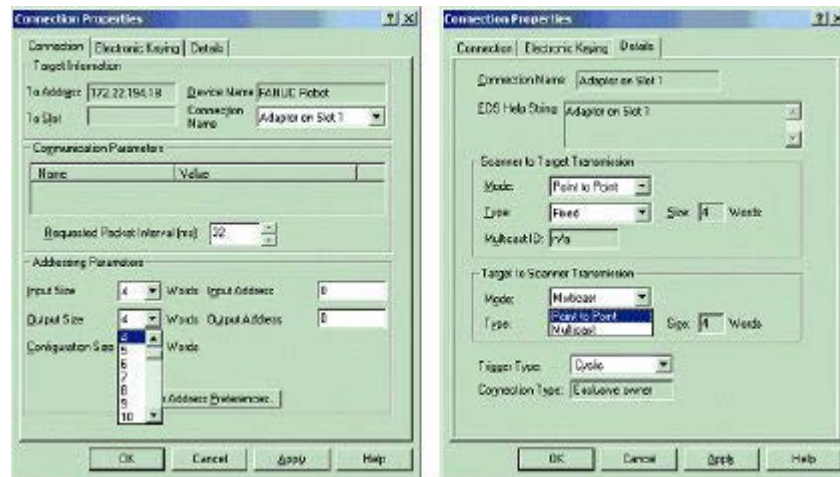 Connection Properties
Connection Electronic Keying Details
Target Information
To Address: 172.22.194.18 Device Name FANUC Robot
To Slot Connection Name Adapter on Slot 1
Communication Parameters
Name Value
Requested Packet Interval (ms) 32
Addressing Parameters
Input Size 4 Words Input Address 0
Output Size 4 Words Output Address 0
4
5
Configuration Size Words
6
7
8
9
10
Address Preferences...
OK Cancel Apply Help
Connection Properties
Connection Electronic Keying Details
Connection Name: Adapter on Slot 1
EDS Help String: Adapter on Slot 1
Scanner to Target Transmission
Mode: Point to Point
Type: Fixed Size: 4 Words
Multicast ID: n/a
Target to Scanner Transmission
Mode: Multicast
Point to Point
Type: Multicast Size: 4 Words
Trigger Type: Cyclic
Connection Type: Exclusive owner
OK Cancel Apply Help